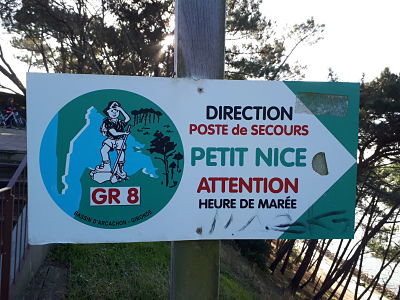 DIRECTION
POSTE de SECOURS
PETIT NICE
ATTENTION
HEURE DE MARÉE
GR 8
BASSIN D'ARCACHON - GIRONDE